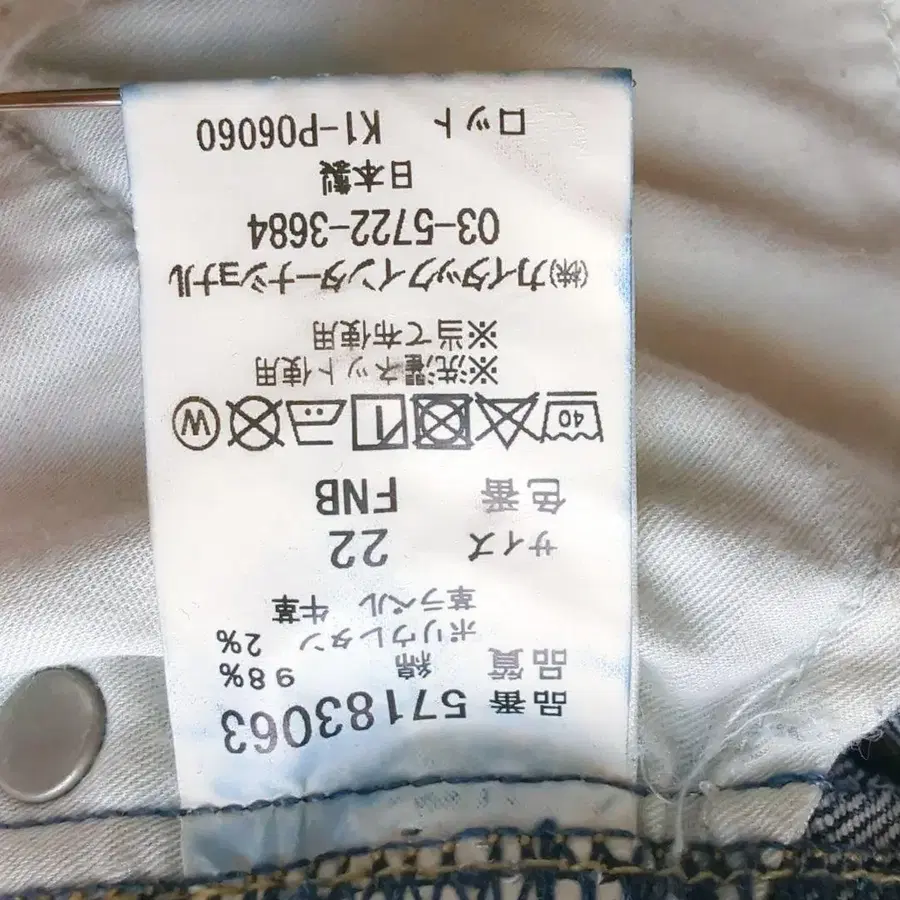 品番 57183063
品質 綿 98%
ポリウレタン 2%
革ラベル 牛革
サイズ 22
色番 FNB
40 W
※洗濯ネット使用
※当て布使用
㈱カイタックインターナショナル
03-5722-3684
日本製
ロット K1-P06060